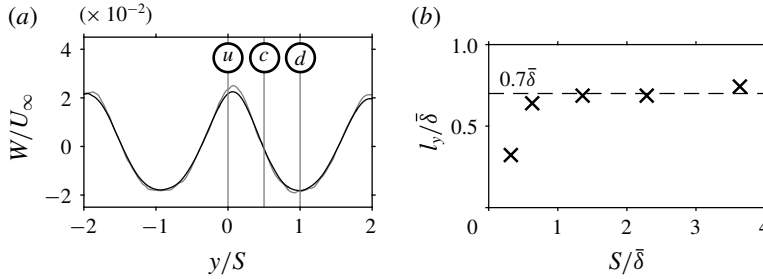 (a)
(× 10⁻²)
4
2
0
−2
W/U∞
u
c
d
−2
−1
0
1
2
y/S
(b)
1.0
0.5
0
l_y/δ̄
0.7δ̄
1
2
3
4
S/δ̄